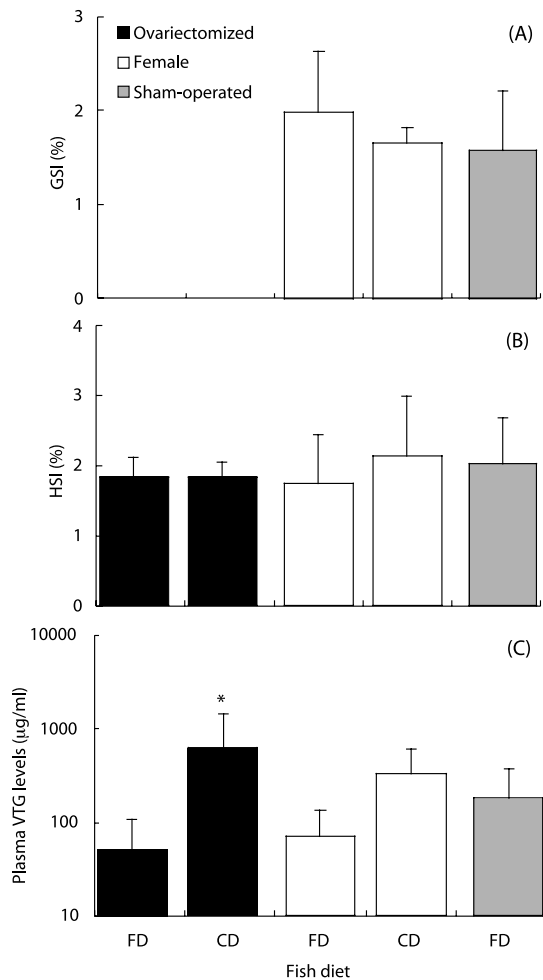 3
2
1
0
GSI (%)
Ovariectomized
Female
Sham-operated
(A)
4
3
2
1
0
HSI (%)
(B)
10000
1000
100
10
Plasma VTG levels (μg/ml)
(C)
*
FD
CD
FD
CD
FD
Fish diet